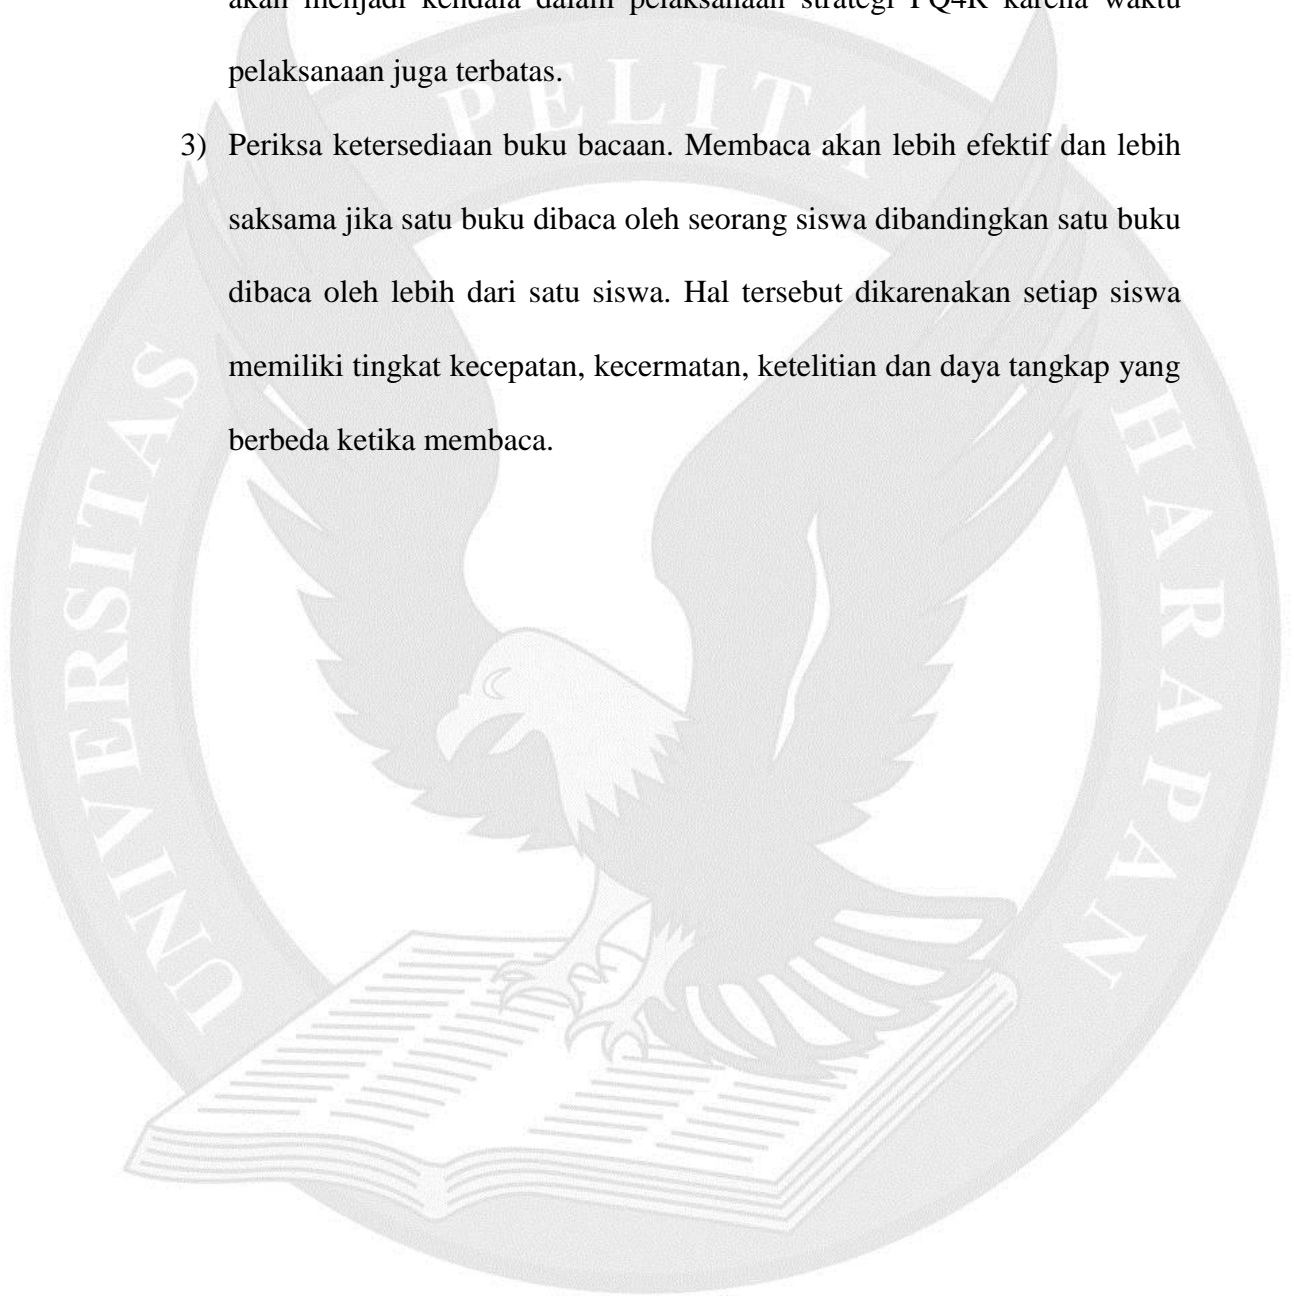 akan menjadi kendala dalam pelaksanaan strategi PQ4R karena waktu
pelaksanaan juga terbatas.
3) Periksa ketersediaan buku bacaan. Membaca akan lebih efektif dan lebih
saksama jika satu buku dibaca oleh seorang siswa dibandingkan satu buku
dibaca oleh lebih dari satu siswa. Hal tersebut dikarenakan setiap siswa
memiliki tingkat kecepatan, kecermatan, ketelitian dan daya tangkap yang
berbeda ketika membaca.
UNIVERSITAS PELITA HARAPAN